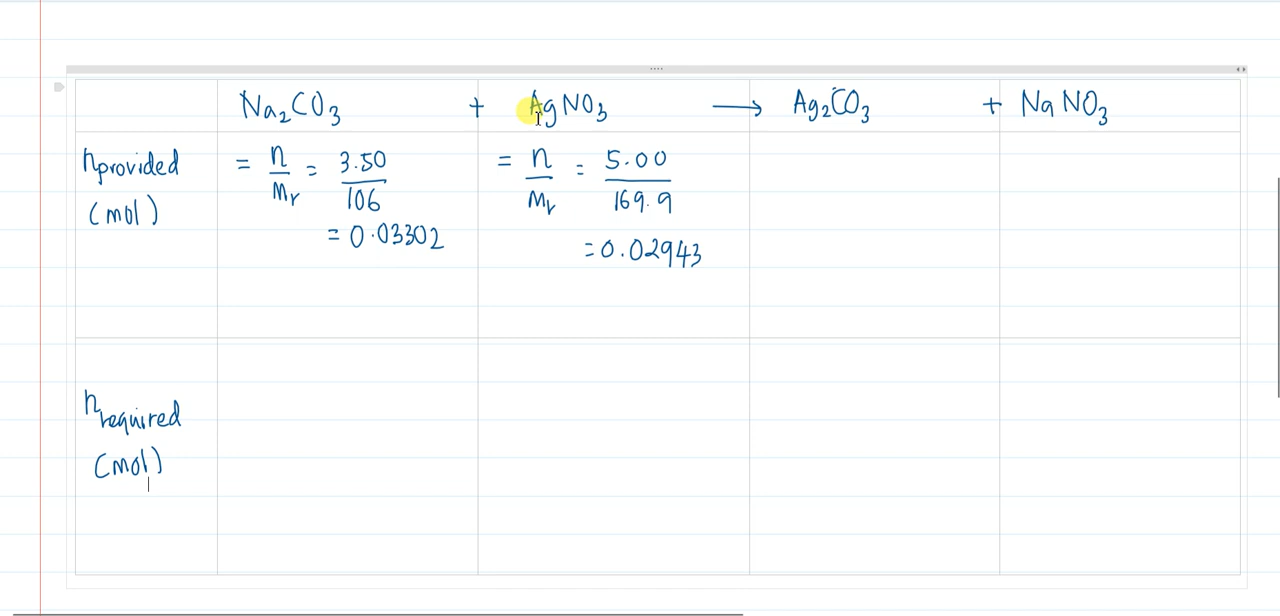 Na₂CO₃ + AgNO₃ ⟶ Ag₂CO₃ + NaNO₃
nprovided (mol) = n/Mr = 3.50/106 = n/Mr = 5.00/169.9
= 0.03302 = 0.02943
nrequired
(mol)